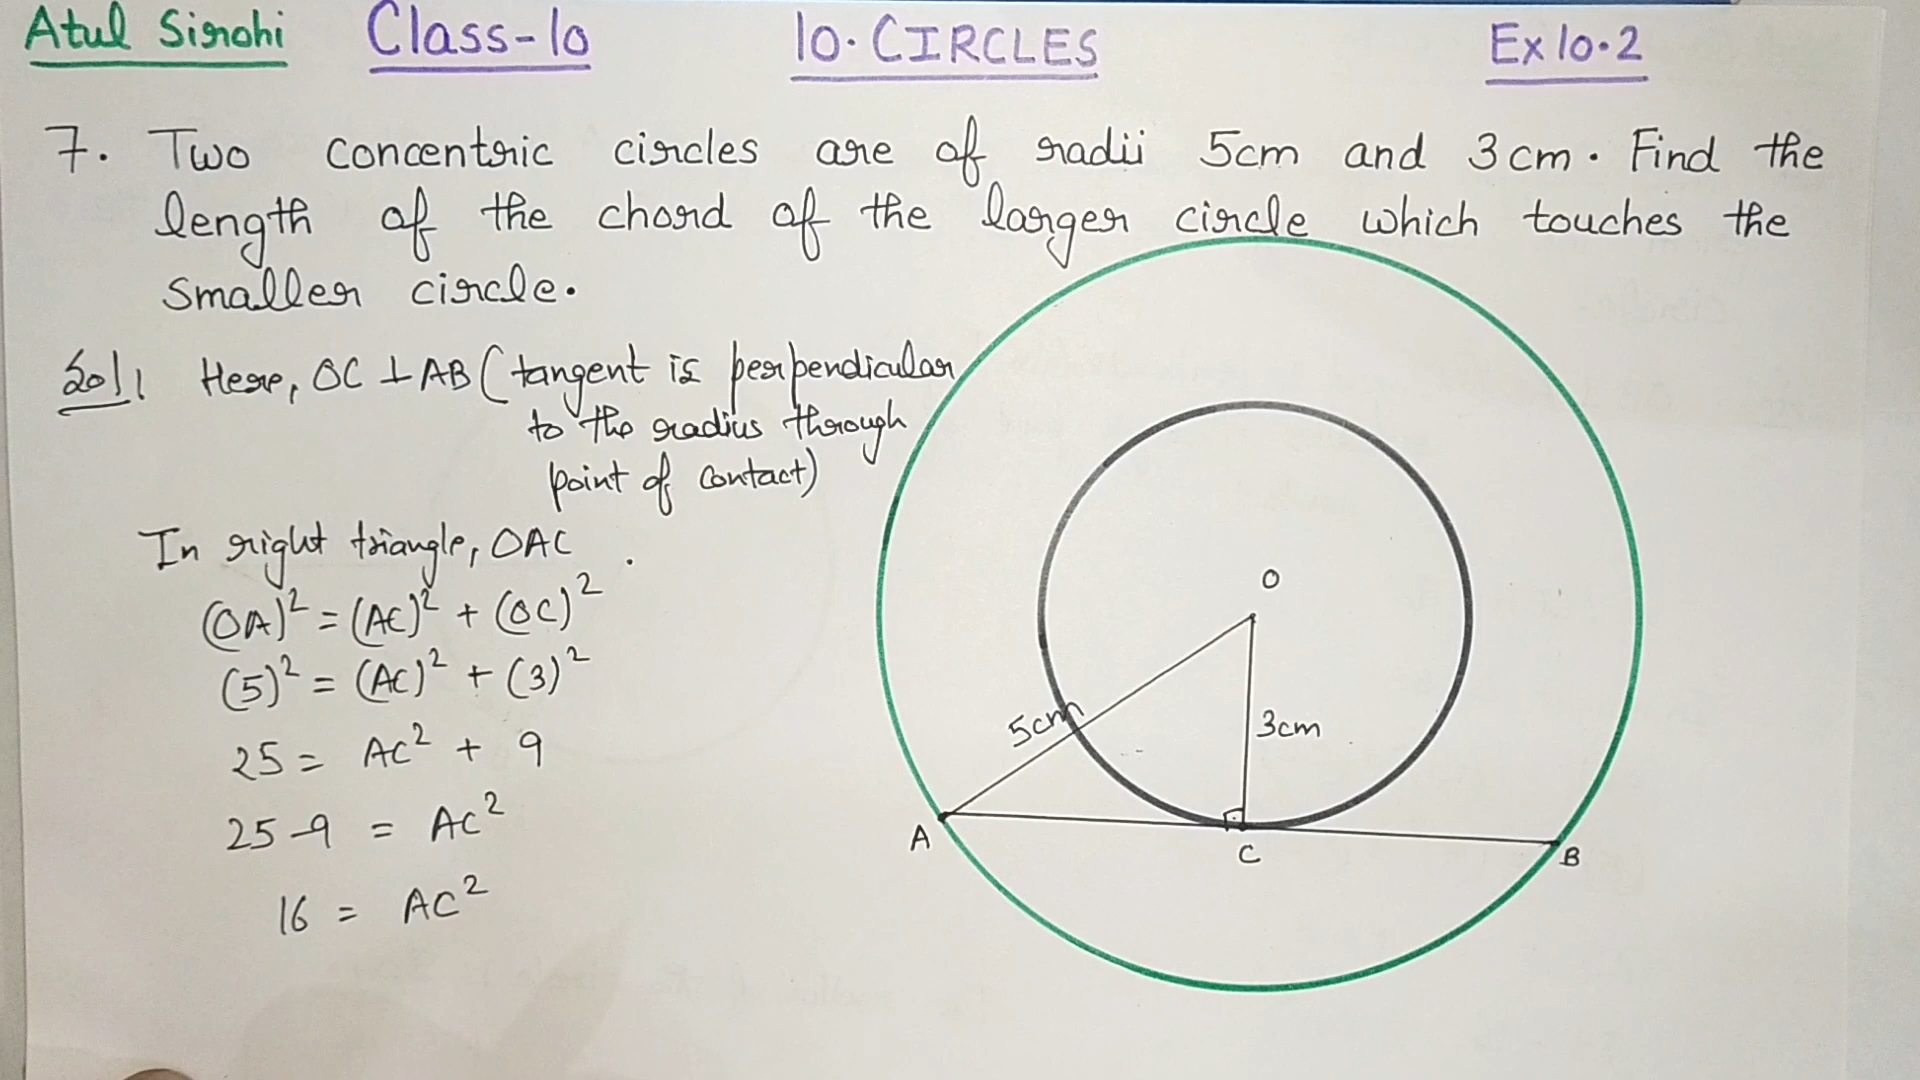 Atul Sirohi Class-10 10. CIRCLES Ex 10.2
7. Two concentric circles are of radii 5cm and 3cm. Find the
length of the chord of the larger circle which touches the
smaller circle.
Sol. Here, OC ⊥ AB (tangent is perpendicular
to the radius through
point of contact)
In right triangle, OAC
(OA)² = (AC)² + (OC)²
(5)² = (AC)² + (3)²
25 = AC² + 9
25-9 = AC²
16 = AC²
O
5cm
3cm
A
C
B